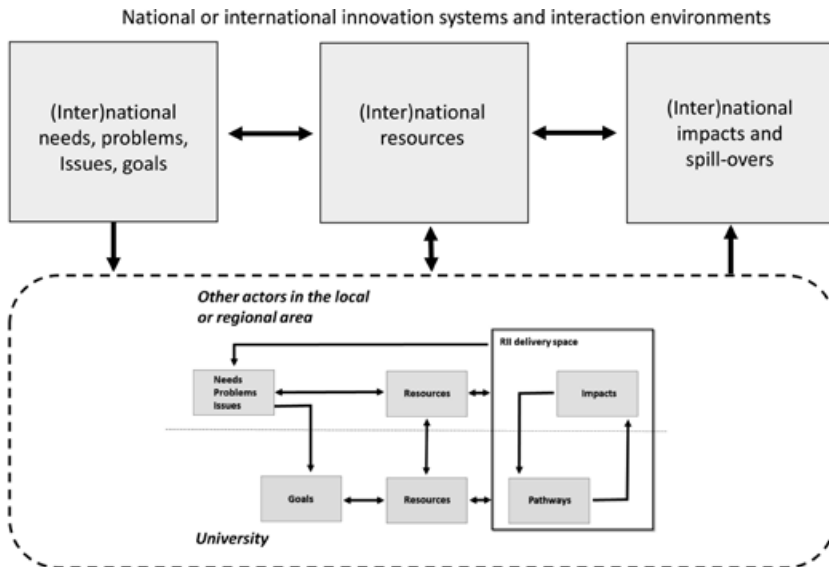 National or international innovation systems and interaction environments
(Inter)national
needs, problems,
Issues, goals
(Inter)national
resources
(Inter)national
impacts and
spill-overs
Other actors in the local
or regional area
RII delivery space
Needs
Problems
Issues
Resources
Impacts
Goals
Resources
Pathways
University